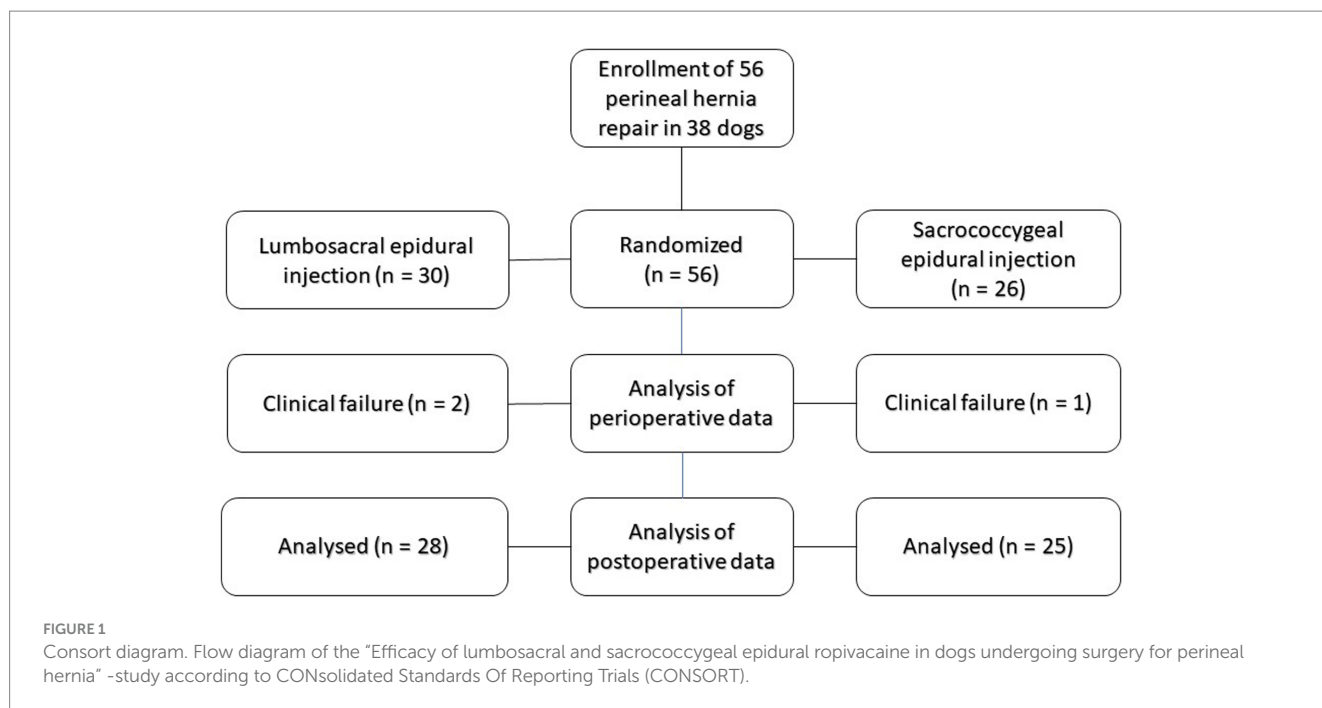 Enrollment of 56
perineal hernia
repair in 38 dogs
Lumbosacral epidural
injection (n = 30)
Randomized
(n = 56)
Sacrococcygeal
epidural injection
(n = 26)
Clinical failure (n = 2)
Analysis of
perioperative data
Clinical failure (n = 1)
Analysed (n = 28)
Analysis of
postoperative data
Analysed (n = 25)
FIGURE 1
Consort diagram. Flow diagram of the “Efficacy of lumbosacral and sacrococcygeal epidural ropivacaine in dogs undergoing surgery for perineal
hernia” -study according to CONsolidated Standards Of Reporting Trials (CONSORT).